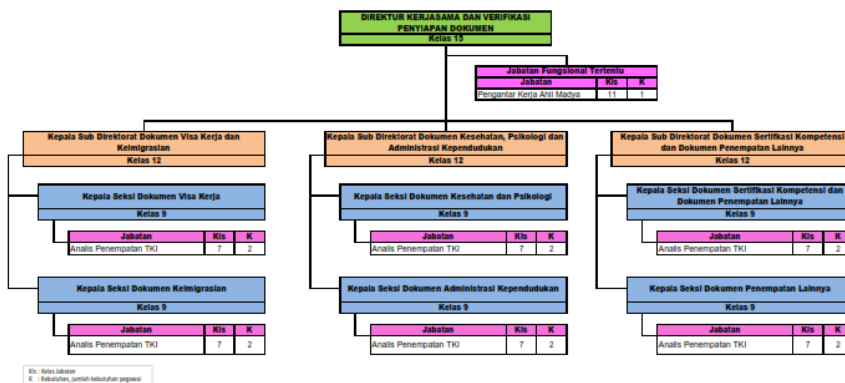 DIREKTUR KERJASAMA DAN VERIFIKASI
PENYIAPAN DOKUMEN
Kelas 15
Jabatan Fungsional Tertentu
Jabatan Kls K
Pengantar Kerja Ahli Madya 11 1
Kepala Sub Direktorat Dokumen Visa Kerja dan
Keimigrasian
Kelas 12
Kepala Sub Direktorat Dokumen Kesehatan, Psikologi dan
Administrasi Kependudukan
Kelas 12
Kepala Sub Direktorat Dokumen Sertifkasi Kompetensi
dan Dokumen Penempatan Lainnya
Kelas 12
Kepala Seksi Dokumen Visa Kerja
Kelas 9
Jabatan Kls K
Analis Penempatan TKI 7 2
Kepala Seksi Dokumen Kesehatan dan Psikologi
Kelas 9
Jabatan Kls K
Analis Penempatan TKI 7 2
Kepala Seksi Dokumen Sertifkasi Kompetensi dan
Dokumen Penempatan Lainnya
Kelas 9
Jabatan Kls K
Analis Penempatan TKI 7 2
Kepala Seksi Dokumen Keimigrasian
Kelas 9
Jabatan Kls K
Analis Penempatan TKI 7 2
Kepala Seksi Dokumen Administrasi Kependudukan
Kelas 9
Jabatan Kls K
Analis Penempatan TKI 7 2
Kepala Seksi Dokumen Penempatan Lainnya
Kelas 9
Jabatan Kls K
Analis Penempatan TKI 7 2
Kls : Kelas Jabatan
K : Kebutuhan, jumlah kebutuhan pegawai